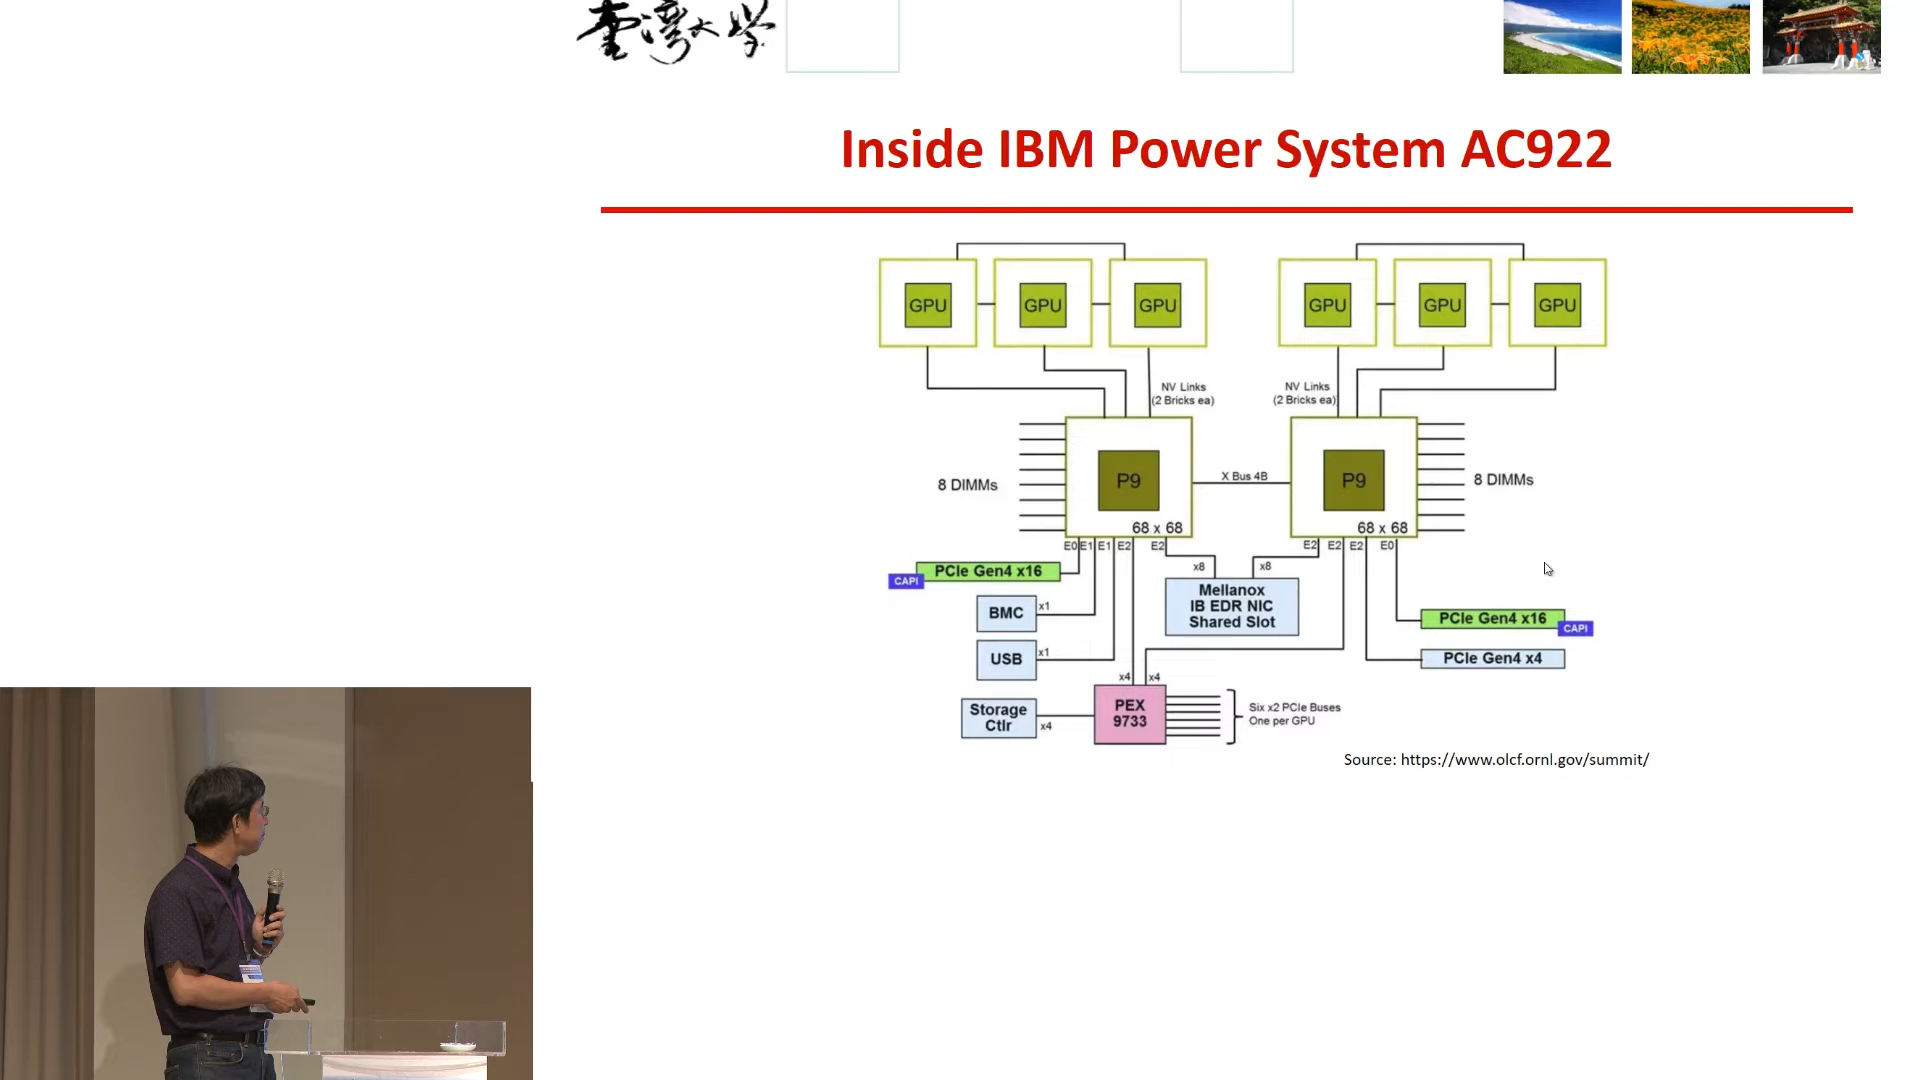 臺灣大學
Inside IBM Power System AC922
GPU
GPU
GPU
GPU
GPU
GPU
NV Links
(2 Bricks ea)
NV Links
(2 Bricks ea)
8 DIMMs
P9
68 x 68
X Bus 4B
P9
68 x 68
8 DIMMs
E0
E1
E1
E2
E2
E2
E2
E2
E0
PCIe Gen4 x16
CAPI
x8
x8
BMC
x1
Mellanox
IB EDR NIC
Shared Slot
PCIe Gen4 x16
CAPI
USB
x1
PCIe Gen4 x4
x4
x4
Storage
Ctlr
x4
PEX
9733
Six x2 PCIe Buses
One per GPU
Source: https://www.olcf.ornl.gov/summit/